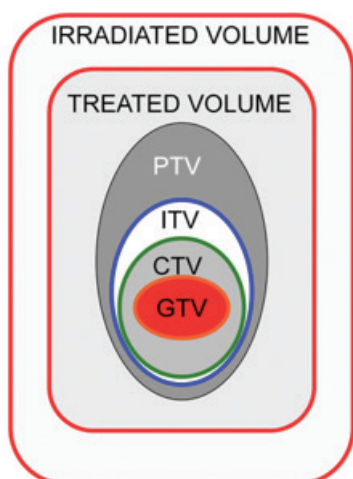 IRRADIATED VOLUME
TREATED VOLUME
PTV
ITV
CTV
GTV